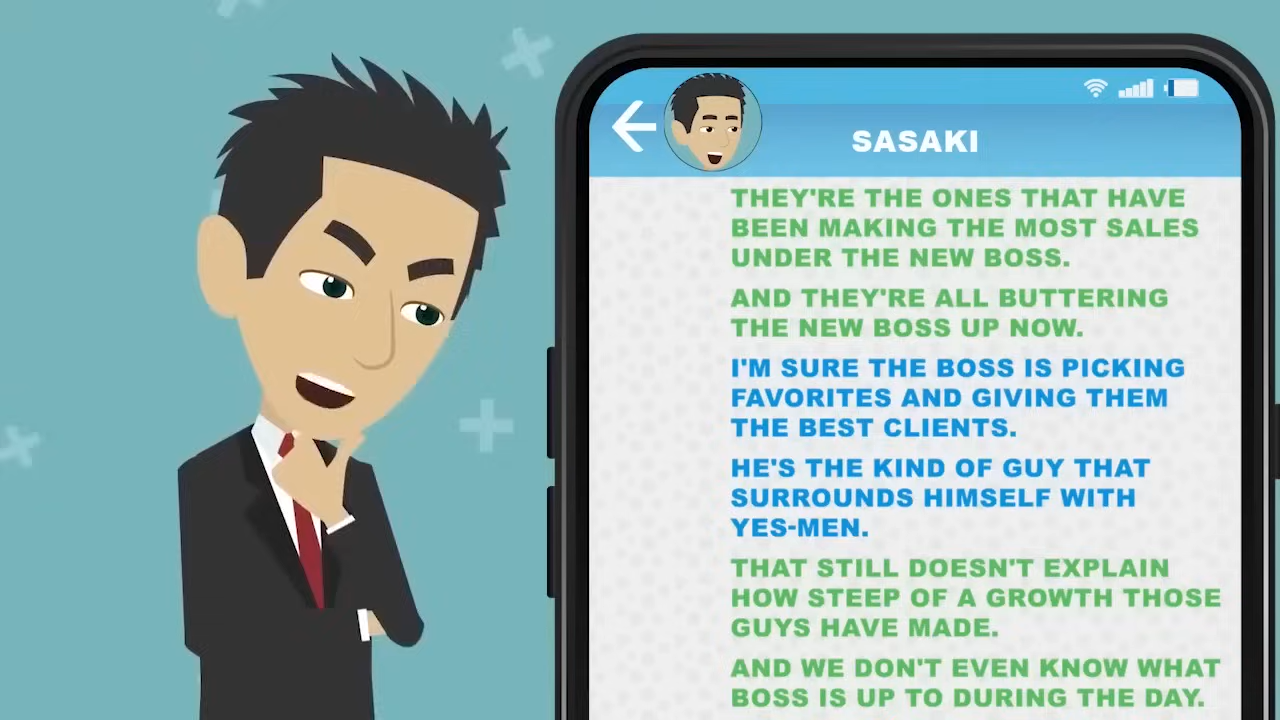 SASAKI
THEY'RE THE ONES THAT HAVE
BEEN MAKING THE MOST SALES
UNDER THE NEW BOSS.
AND THEY'RE ALL BUTTERING
THE NEW BOSS UP NOW.
I'M SURE THE BOSS IS PICKING
FAVORITES AND GIVING THEM
THE BEST CLIENTS.
HE'S THE KIND OF GUY THAT
SURROUNDS HIMSELF WITH
YES-MEN.
THAT STILL DOESN'T EXPLAIN
HOW STEEP OF A GROWTH THOSE
GUYS HAVE MADE.
AND WE DON'T EVEN KNOW WHAT
BOSS IS UP TO DURING THE DAY.